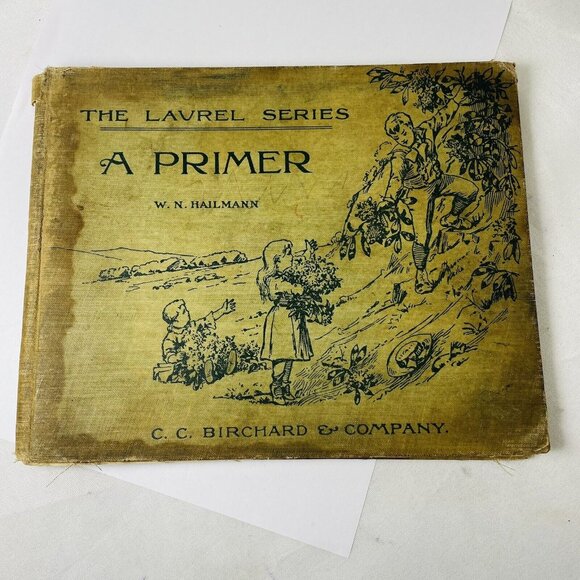 THE LAVREL SERIES
A PRIMER
W. N. HAILMANN
C. C. BIRCHARD & COMPANY.